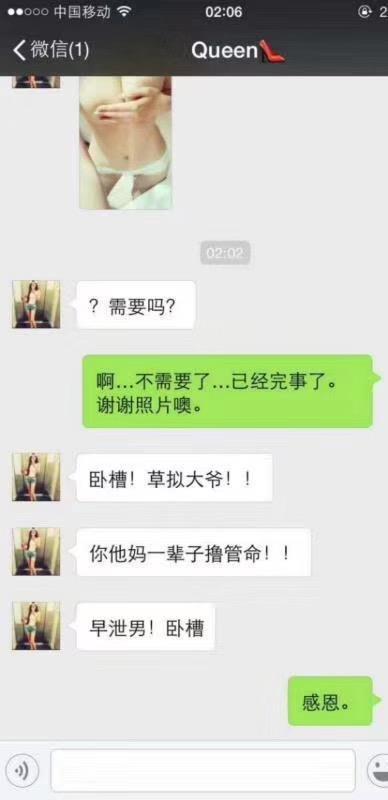 中国移动 02:06 2
微信(1) Queen👠
02:02
？需要吗？
啊...不需要了...已经完事了。
谢谢照片噢。
卧槽！草拟大爷！！
你他妈一辈子撸管命！！
早泄男！卧槽
感恩。